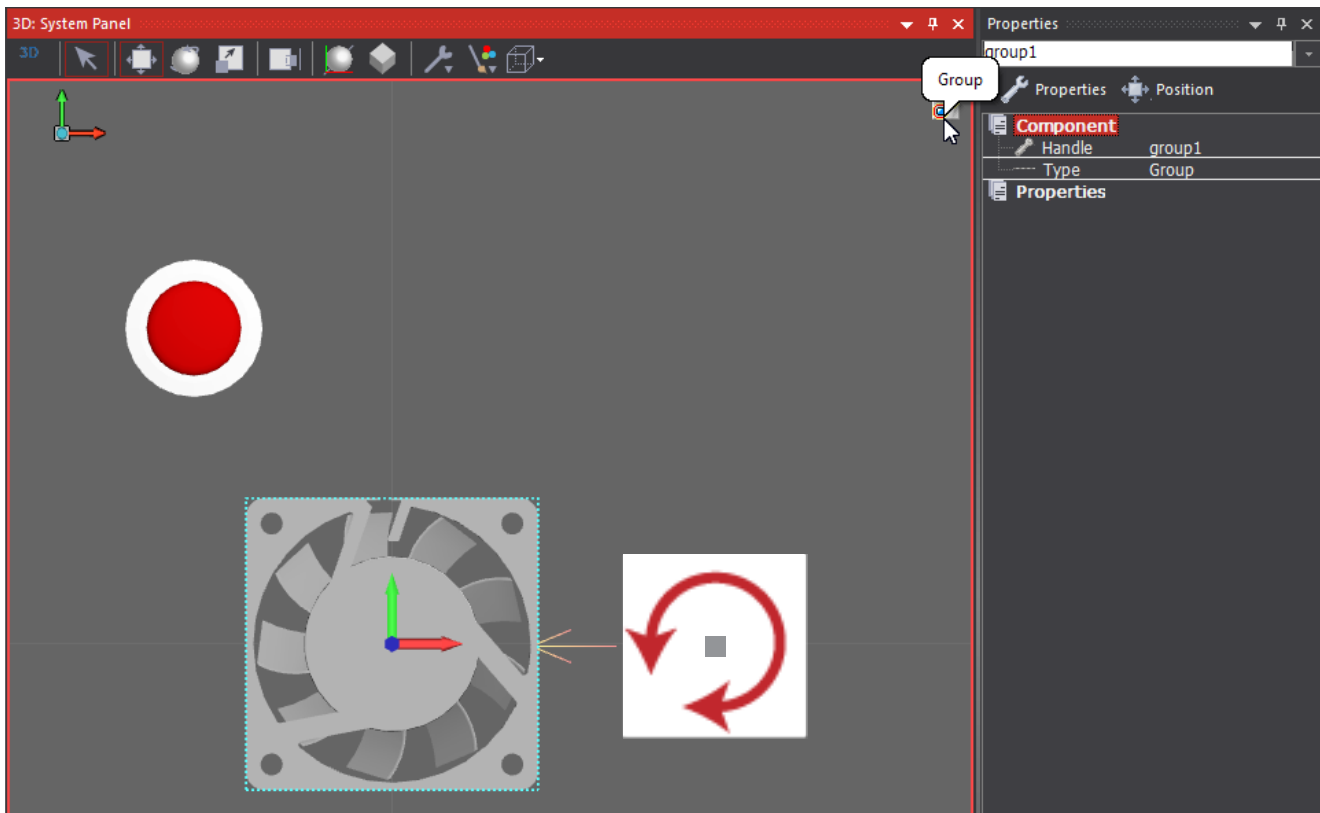 3D: System Panel
Properties
3D
group1
Group
Properties
Position
Component
Handle group1
Type Group
Properties